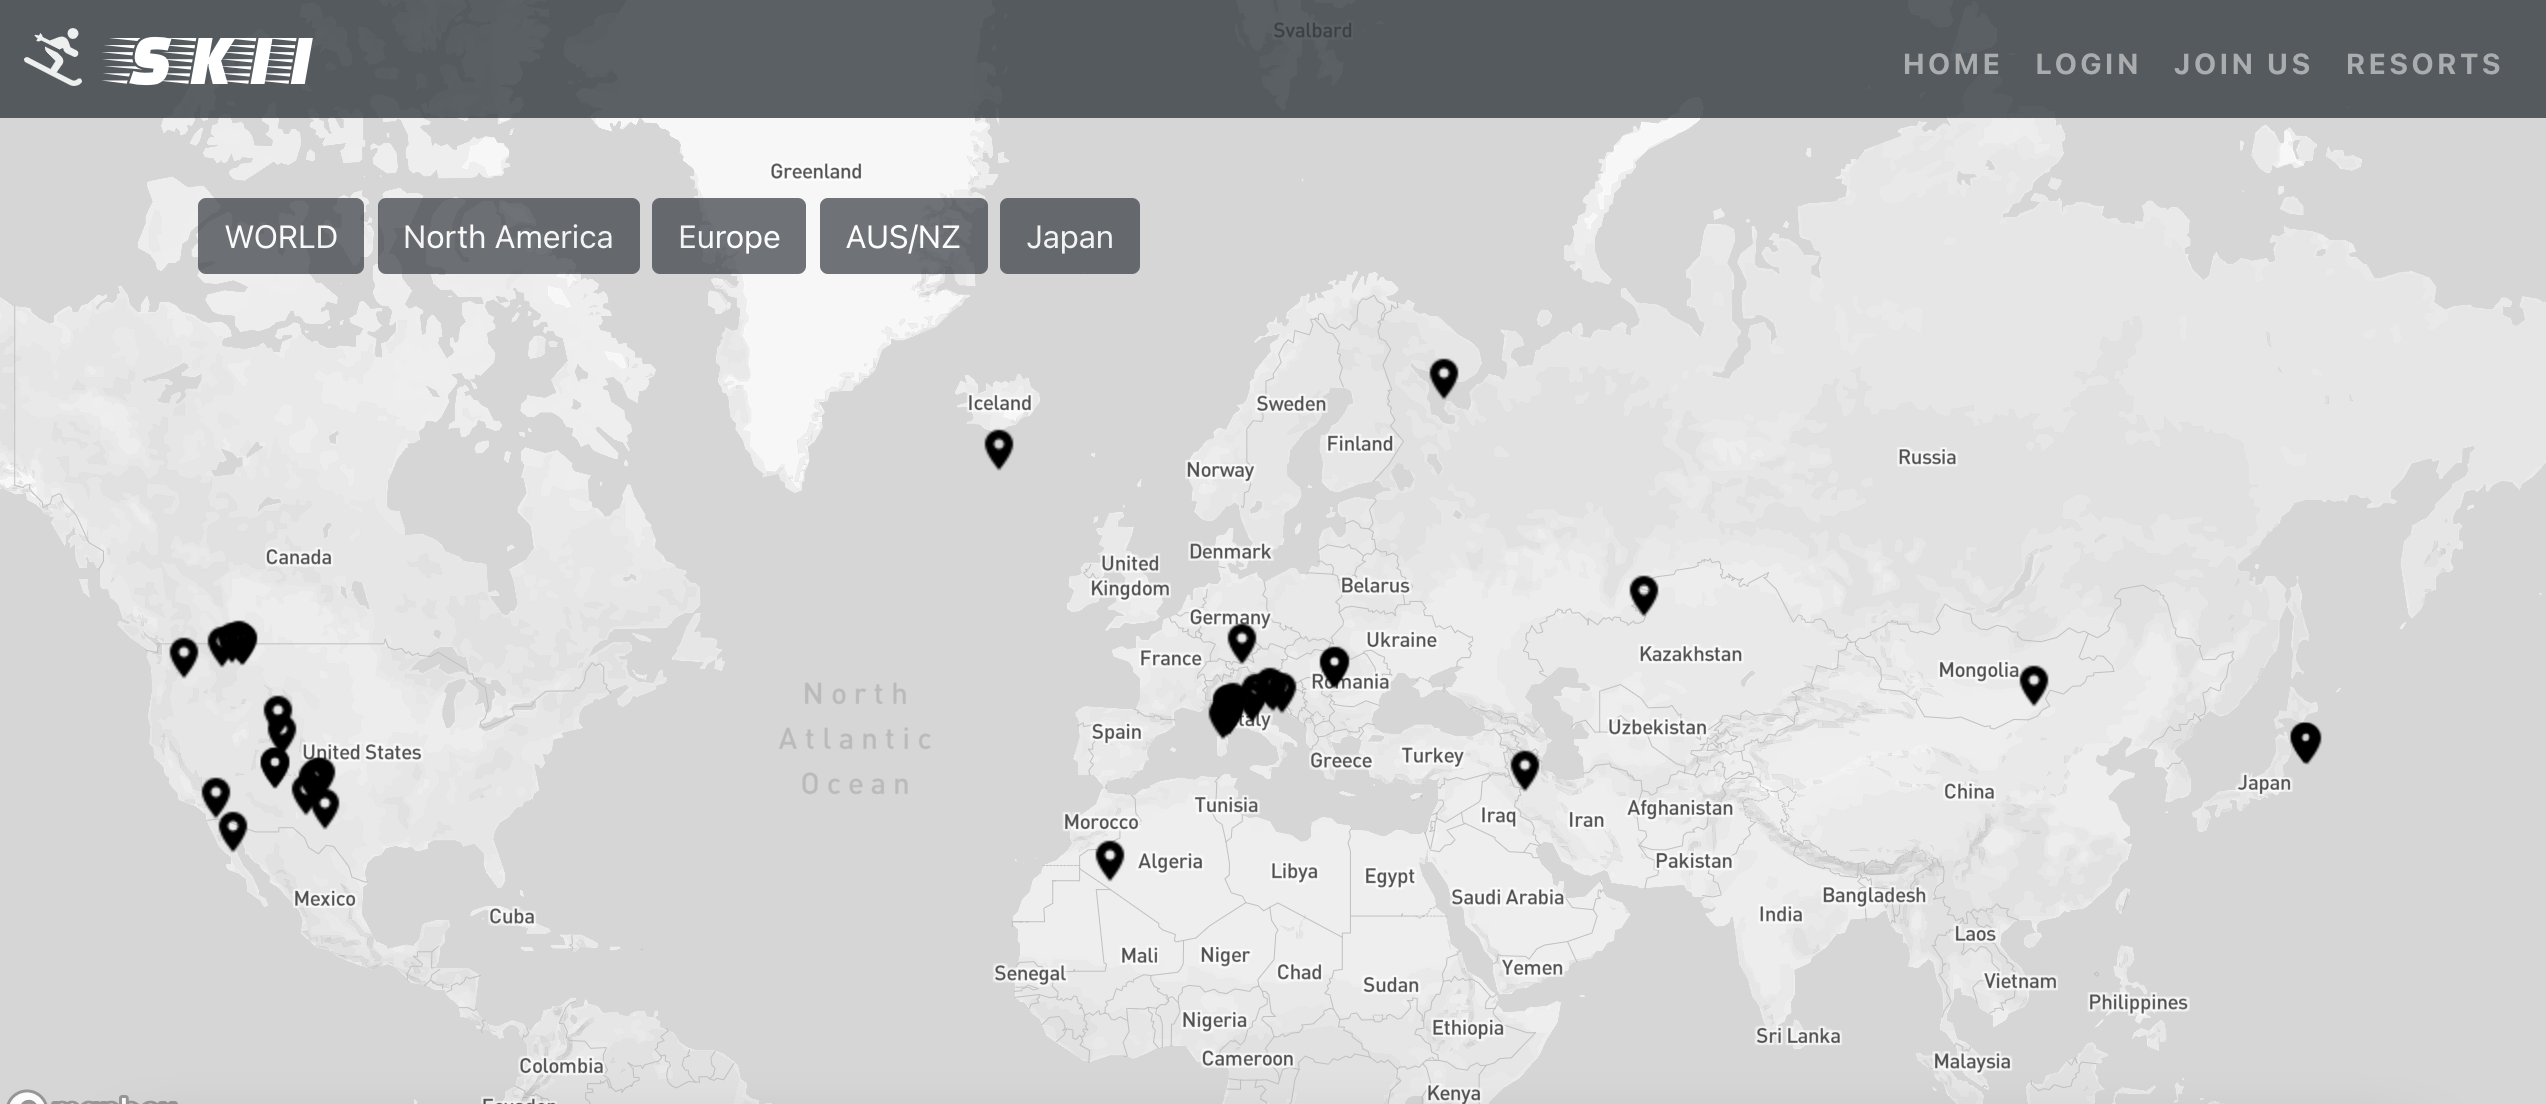 SKII
HOME LOGIN JOIN US RESORTS
Svalbard
Greenland
WORLD North America Europe AUS/NZ Japan
Iceland
Sweden
Finland
Norway
Russia
Canada
Denmark
United
Kingdom
Belarus
Germany
Ukraine
France
Kazakhstan
Mongolia
Romania
North
Atlantic
Ocean
Italy
Spain
Uzbekistan
United States
Greece
Turkey
Japan
China
Tunisia
Afghanistan
Iraq
Iran
Morocco
Algeria
Pakistan
Libya
Egypt
Saudi Arabia
Bangladesh
Mexico
Cuba
India
Laos
Mali
Niger
Senegal
Chad
Yemen
Sudan
Vietnam
Philippines
Nigeria
Ethiopia
Sri Lanka
Cameroon
Colombia
Malaysia
Kenya
Ecuador
mapbox